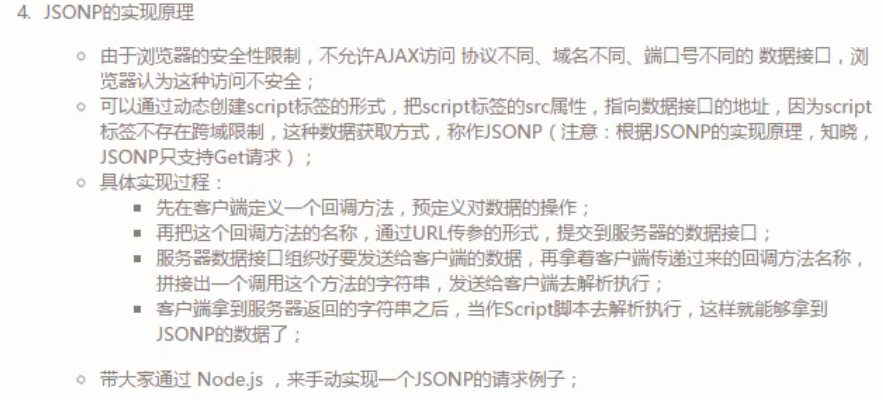 4. JSONP的实现原理
由于浏览器的安全性限制，不允许AJAX访问 协议不同、域名不同、端口号不同的 数据接口，浏
览器认为这种访问不安全；
可以通过动态创建script标签的形式，把script标签的src属性，指向数据接口的地址，因为script
标签不存在跨域限制，这种数据获取方式，称作JSONP（注意：根据JSONP的实现原理，知晓，
JSONP只支持Get请求）；
具体实现过程：
先在客户端定义一个回调方法，预定义对数据的操作；
再把这个回调方法的名称，通过URL传参的形式，提交到服务器的数据接口；
服务器数据接口组织好要发送给客户端的数据，再拿着客户端传递过来的回调方法名称，
拼接出一个调用这个方法的字符串，发送给客户端去解析执行；
客户端拿到服务器返回的字符串之后，当作Script脚本去解析执行，这样就能够拿到
JSONP的数据了；
带大家通过 Node.js ，来手动实现一个JSONP的请求例子；